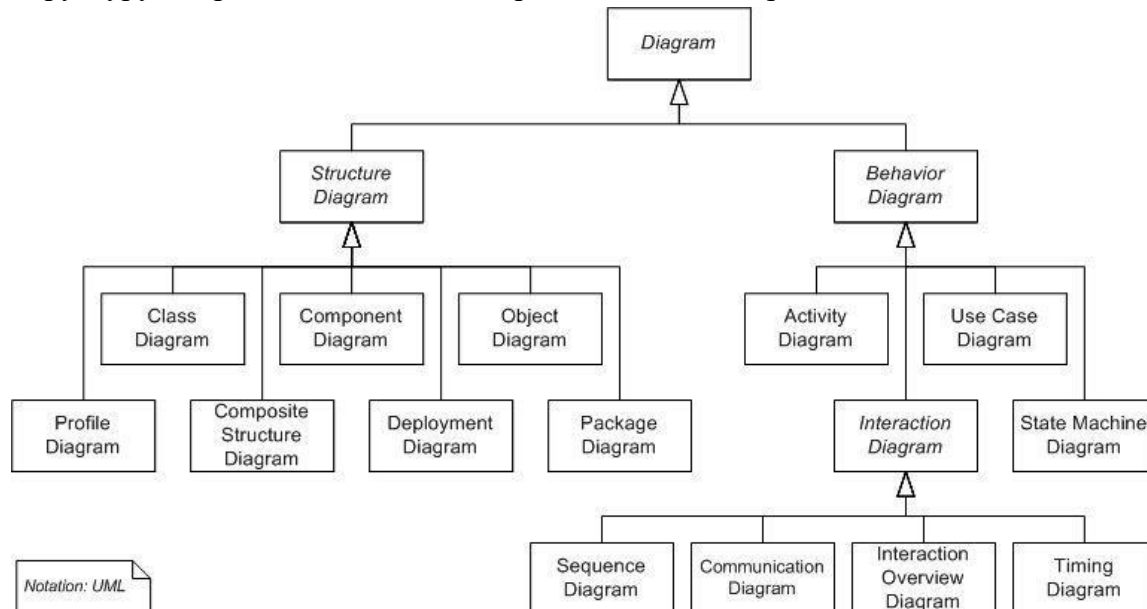 Diagram
Structure
Diagram
Behavior
Diagram
Class
Diagram
Component
Diagram
Object
Diagram
Activity
Diagram
Use Case
Diagram
Profile
Diagram
Composite
Structure
Diagram
Deployment
Diagram
Package
Diagram
Interaction
Diagram
State Machine
Diagram
Sequence
Diagram
Communication
Diagram
Interaction
Overview
Diagram
Timing
Diagram
Notation: UML